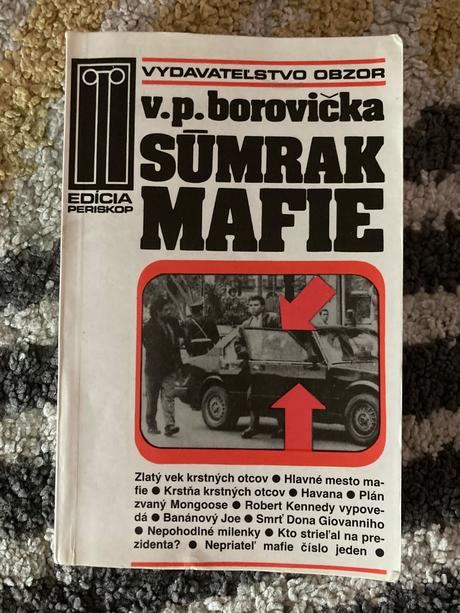 VYDAVATEĽSTVO OBZOR
v.p.borovička
SÚMRAK
MAFIE
EDÍCIA
PERISKOP
Zlatý vek krstných otcov ● Hlavné mesto ma-
fie ● Krstňa krstných otcov ● Havana ● Plán
zvaný Mongoose ● Robert Kennedy vypove-
dá ● Banánový Joe ● Smrť Dona Giovanniho
● Nepohodlné milenky ● Kto strieľal na pre-
zidenta? ● Nepriateľ mafie číslo jeden ●